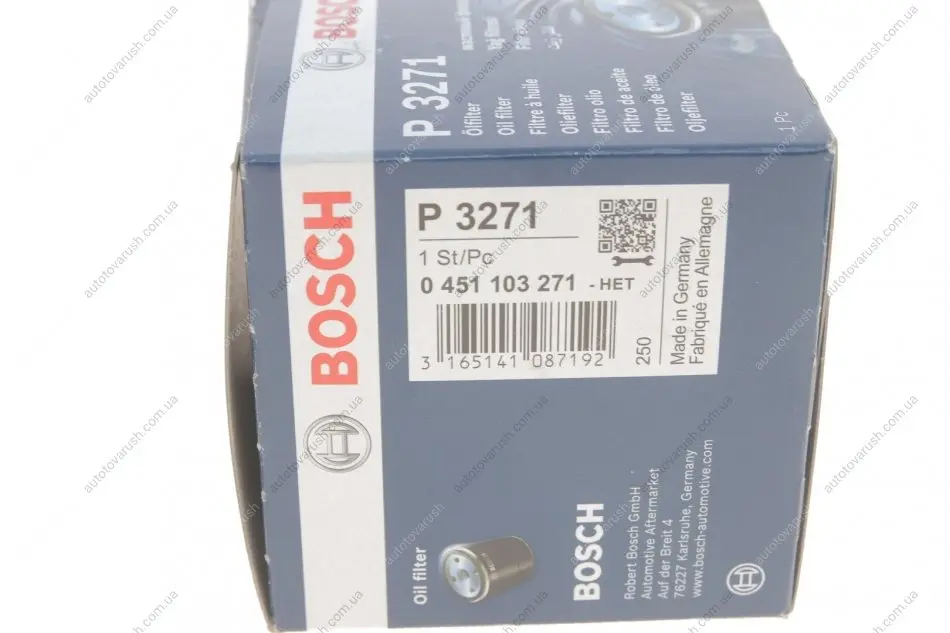 BOSCH
P 3271
Ölfilter
Oil filter
Filtre à huile
Oliefilter
Filtro olio
Filtro de aceite
Filtro de óleo
Oljefilter
1 Pc
BOSCH
P 3271
1 St/Pc
0 451 103 271 - HET
3 165141 087192
250
Made in Germany
Fabriqué en Allemagne
Oil filter
BOSCH
Robert Bosch GmbH
Automotive Aftermarket
Auf der Breit 4
76227 Karlsruhe, Germany
www.bosch-automotive.com
autotovarush.com.ua